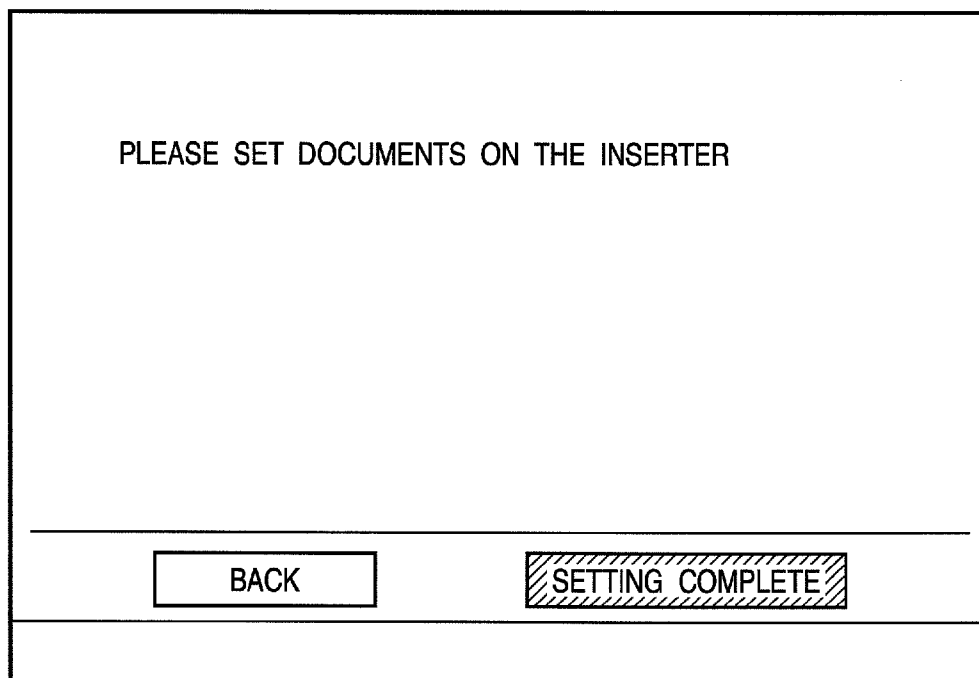 PLEASE SET DOCUMENTS ON THE INSERTER
BACK
SETTING COMPLETE